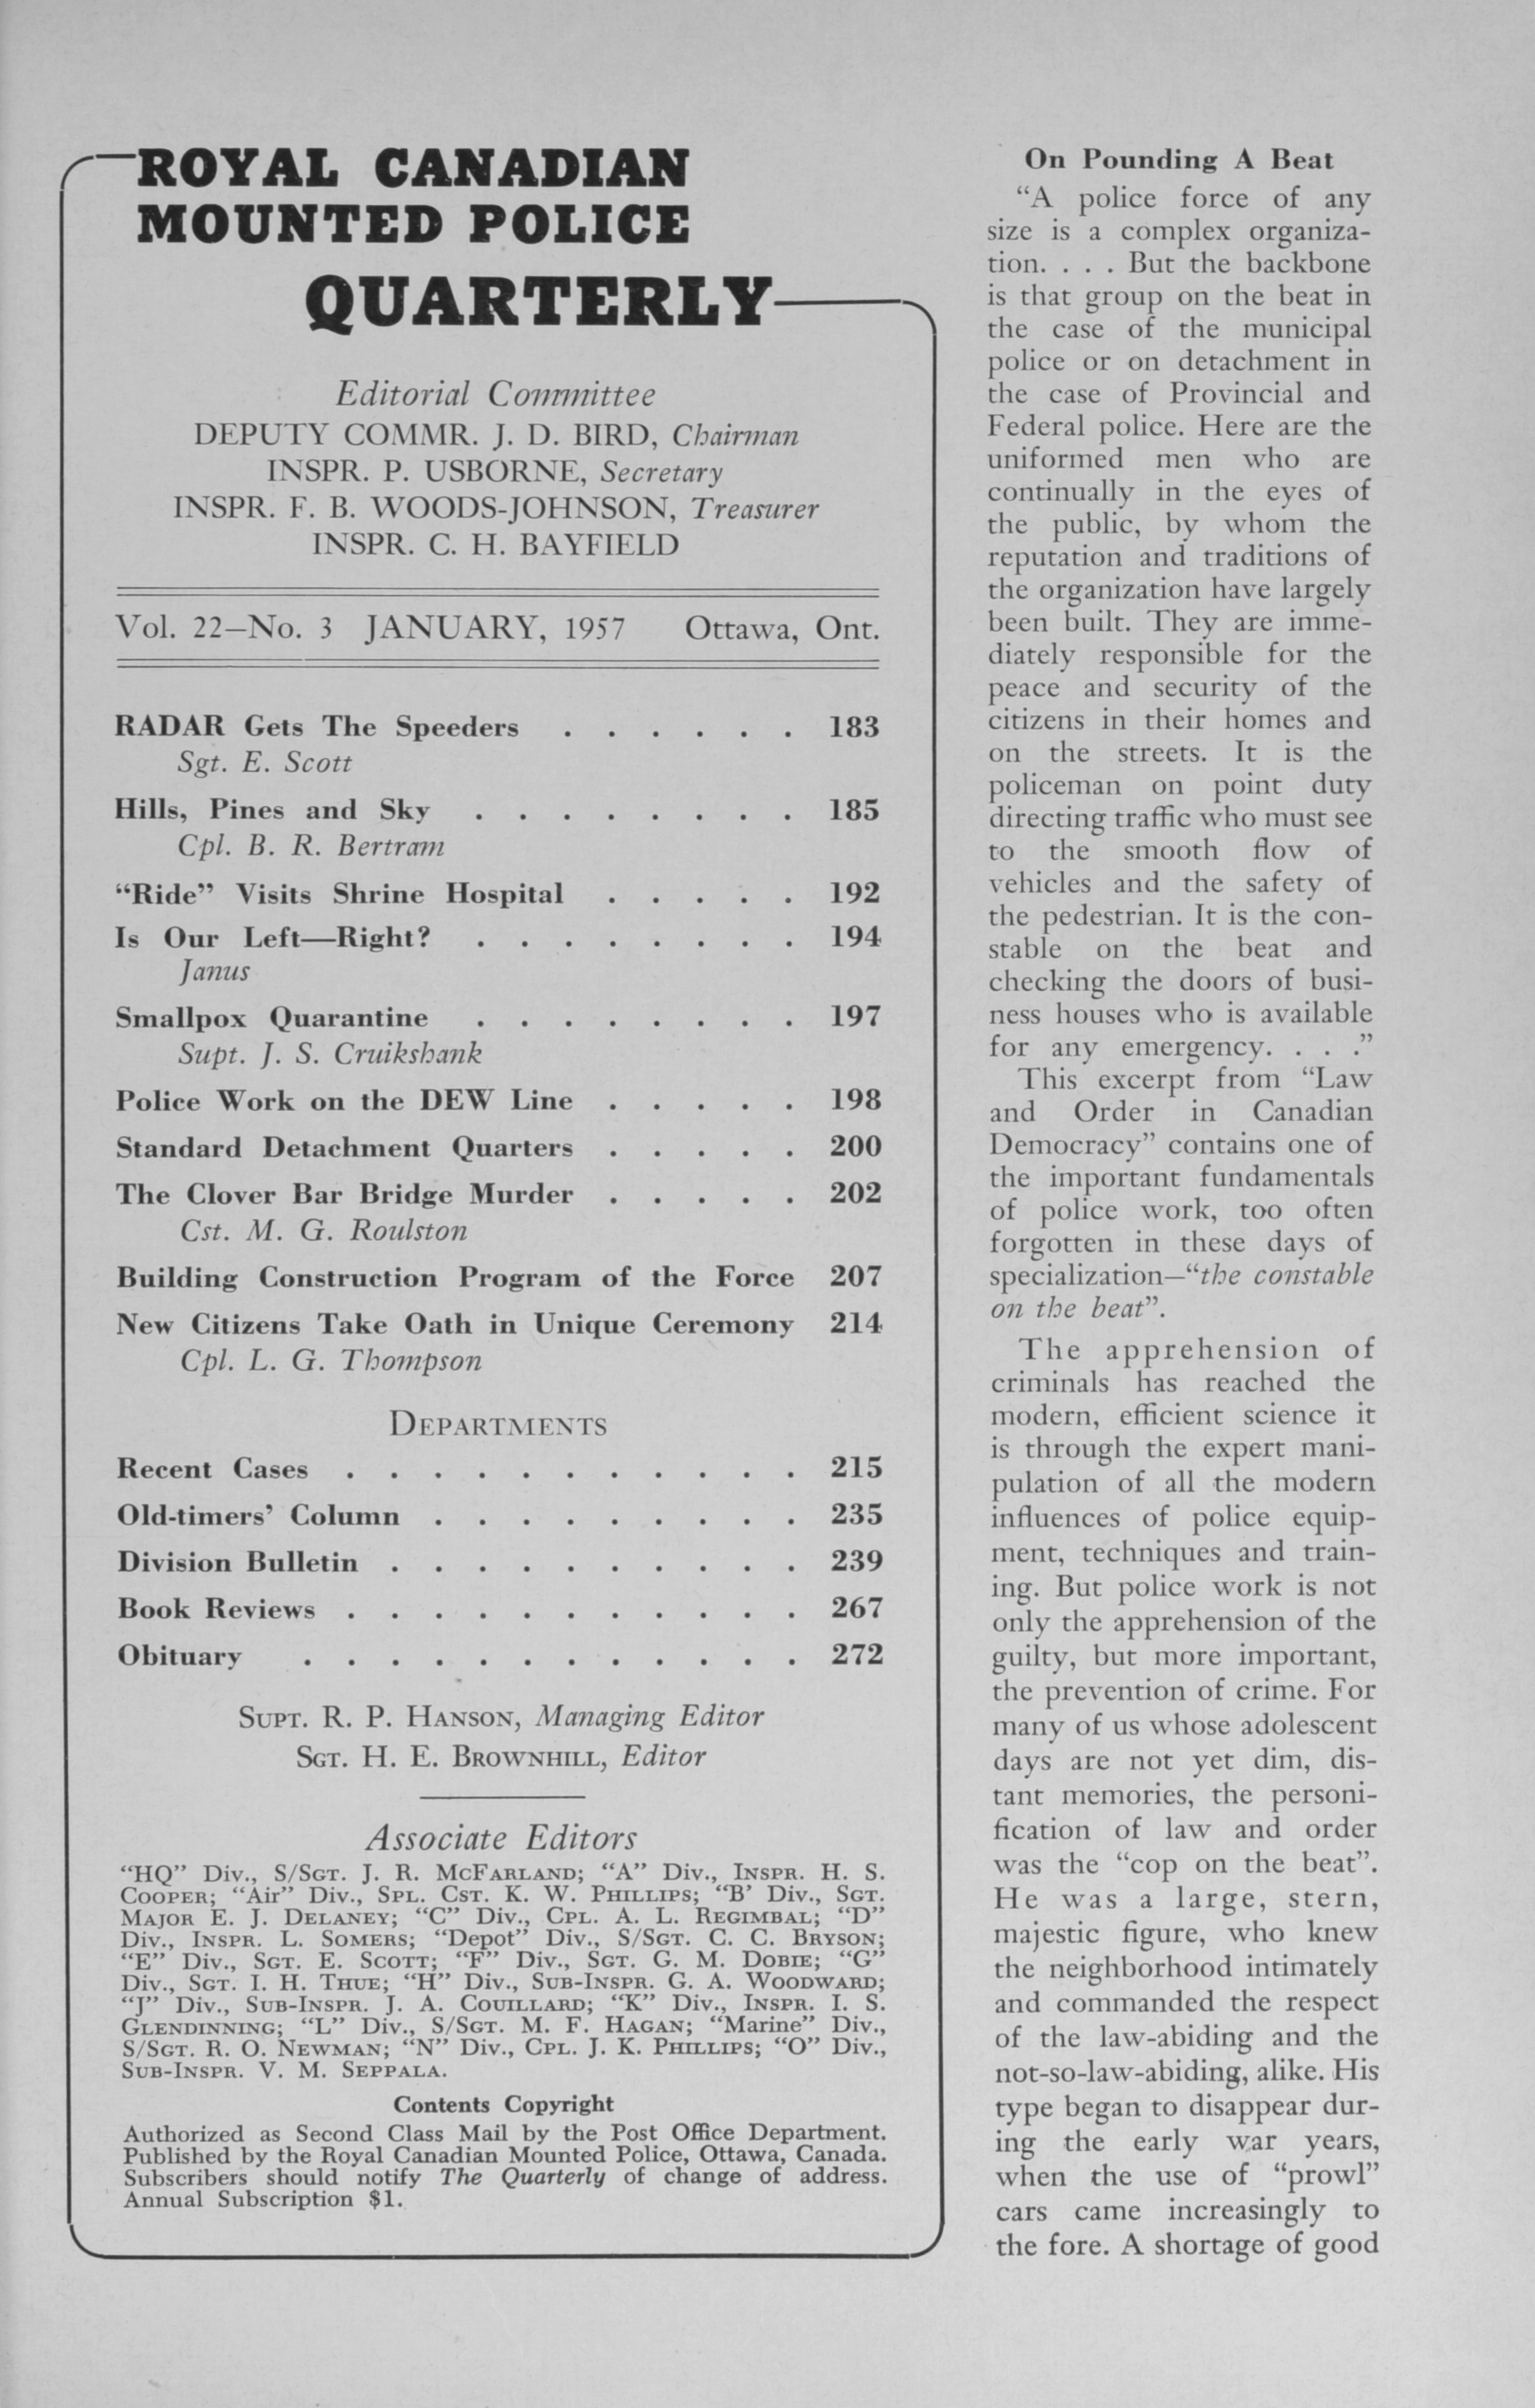 ROYAL CANADIAN
MOUNTED POLICE
QUARTERLY
Editorial Committee
DEPUTY COMMR. J. D. BIRD, Chairman
INSPR. P. USBORNE, Secretary
INSPR. F. B. WOODS-JOHNSON, Treasurer
INSPR. C. H. BAYFIELD
Vol. 22–No. 3 JANUARY, 1957 Ottawa, Ont.
RADAR Gets The Speeders . . . . . . 183
Sgt. E. Scott
Hills, Pines and Sky . . . . . . . . 185
Cpl. B. R. Bertram
“Ride” Visits Shrine Hospital . . . . . 192
Is Our Left—Right? . . . . . . . . 194
Janus
Smallpox Quarantine . . . . . . . . 197
Supt. J. S. Cruikshank
Police Work on the DEW Line . . . . . 198
Standard Detachment Quarters . . . . . 200
The Clover Bar Bridge Murder . . . . . 202
Cst. M. G. Roulston
Building Construction Program of the Force 207
New Citizens Take Oath in Unique Ceremony 214
Cpl. L. G. Thompson
DEPARTMENTS
Recent Cases . . . . . . . . . . . 215
Old-timers’ Column . . . . . . . . . 235
Division Bulletin . . . . . . . . . . 239
Book Reviews . . . . . . . . . . . 267
Obituary . . . . . . . . . . . . 272
SUPT. R. P. HANSON, Managing Editor
SGT. H. E. BROWNHILL, Editor
Associate Editors
“HQ” Div., S/SGT. J. R. MCFARLAND; “A” Div., INSPR. H. S.
COOPER; “Air” Div., SPL. CST. K. W. PHILLIPS; “B’ Div., SGT.
MAJOR E. J. DELANEY; “C” Div., CPL. A. L. REGIMBAL; “D”
Div., INSPR. L. SOMERS; “Depot” Div., S/SGT. C. C. BRYSON;
“E” Div., SGT. E. SCOTT; “F” Div., SGT. G. M. DOBIE; “G”
Div., SGT. I. H. THUE; “H” Div., SUB-INSPR. G. A. WOODWARD;
“J” Div., SUB-INSPR. J. A. COUILLARD; “K” Div., INSPR. I. S.
GLENDINNING; “L” Div., S/SGT. M. F. HAGAN; “Marine” Div.,
S/SGT. R. O. NEWMAN; “N” Div., CPL. J. K. PHILLIPS; “O” Div.,
SUB-INSPR. V. M. SEPPALA.
Contents Copyright
Authorized as Second Class Mail by the Post Office Department.
Published by the Royal Canadian Mounted Police, Ottawa, Canada.
Subscribers should notify The Quarterly of change of address.
Annual Subscription $1.
On Pounding A Beat
“A police force of any
size is a complex organiza-
tion. . . . But the backbone
is that group on the beat in
the case of the municipal
police or on detachment in
the case of Provincial and
Federal police. Here are the
uniformed men who are
continually in the eyes of
the public, by whom the
reputation and traditions of
the organization have largely
been built. They are imme-
diately responsible for the
peace and security of the
citizens in their homes and
on the streets. It is the
policeman on point duty
directing traffic who must see
to the smooth flow of
vehicles and the safety of
the pedestrian. It is the con-
stable on the beat and
checking the doors of busi-
ness houses who is available
for any emergency. . . .”
This excerpt from “Law
and Order in Canadian
Democracy” contains one of
the important fundamentals
of police work, too often
forgotten in these days of
specialization–“the constable
on the beat”.
The apprehension of
criminals has reached the
modern, efficient science it
is through the expert mani-
pulation of all the modern
influences of police equip-
ment, techniques and train-
ing. But police work is not
only the apprehension of the
guilty, but more important,
the prevention of crime. For
many of us whose adolescent
days are not yet dim, dis-
tant memories, the personi-
fication of law and order
was the “cop on the beat”.
He was a large, stern,
majestic figure, who knew
the neighborhood intimately
and commanded the respect
of the law-abiding and the
not-so-law-abiding, alike. His
type began to disappear dur-
ing the early war years,
when the use of “prowl”
cars came increasingly to
the fore. A shortage of good